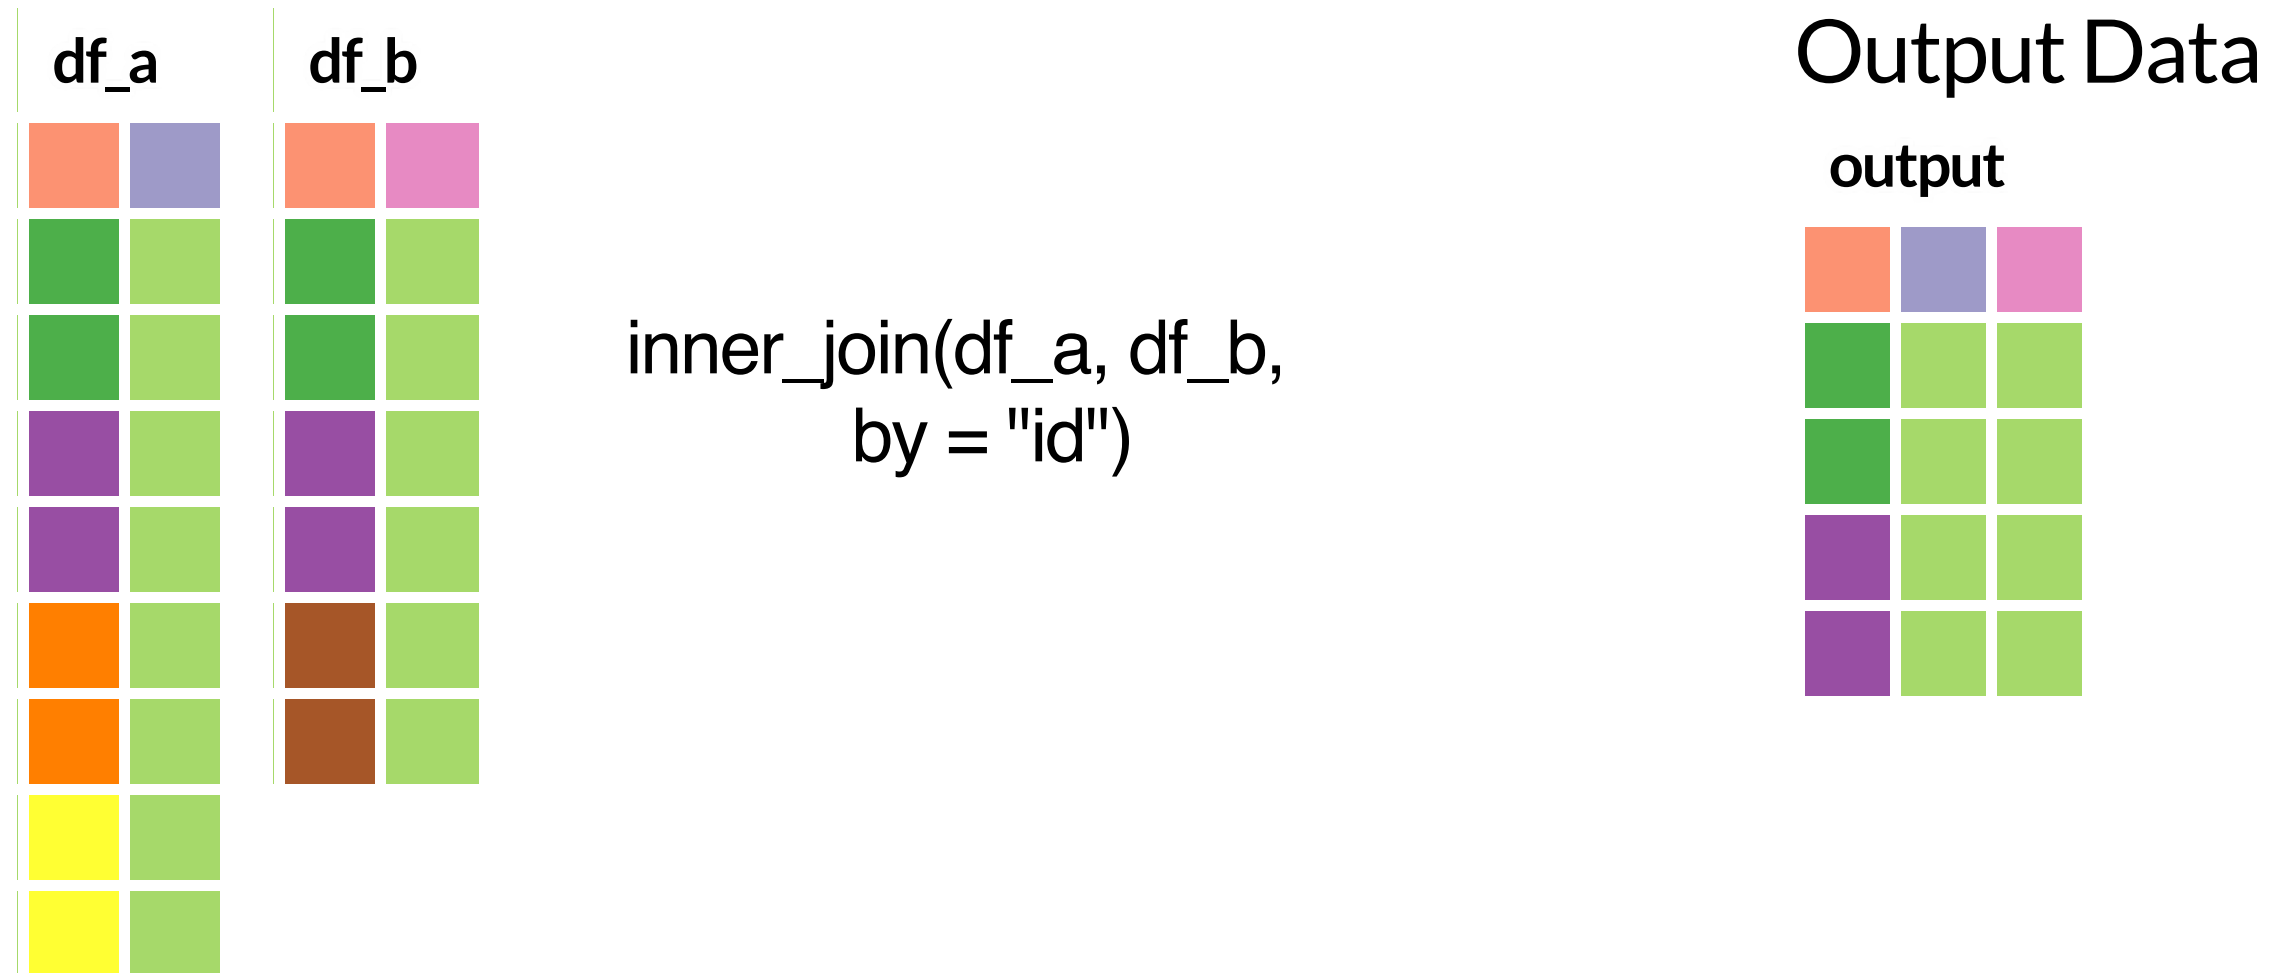 df_a
df_b
inner_join(df_a, df_b,
by = "id")
Output Data
output